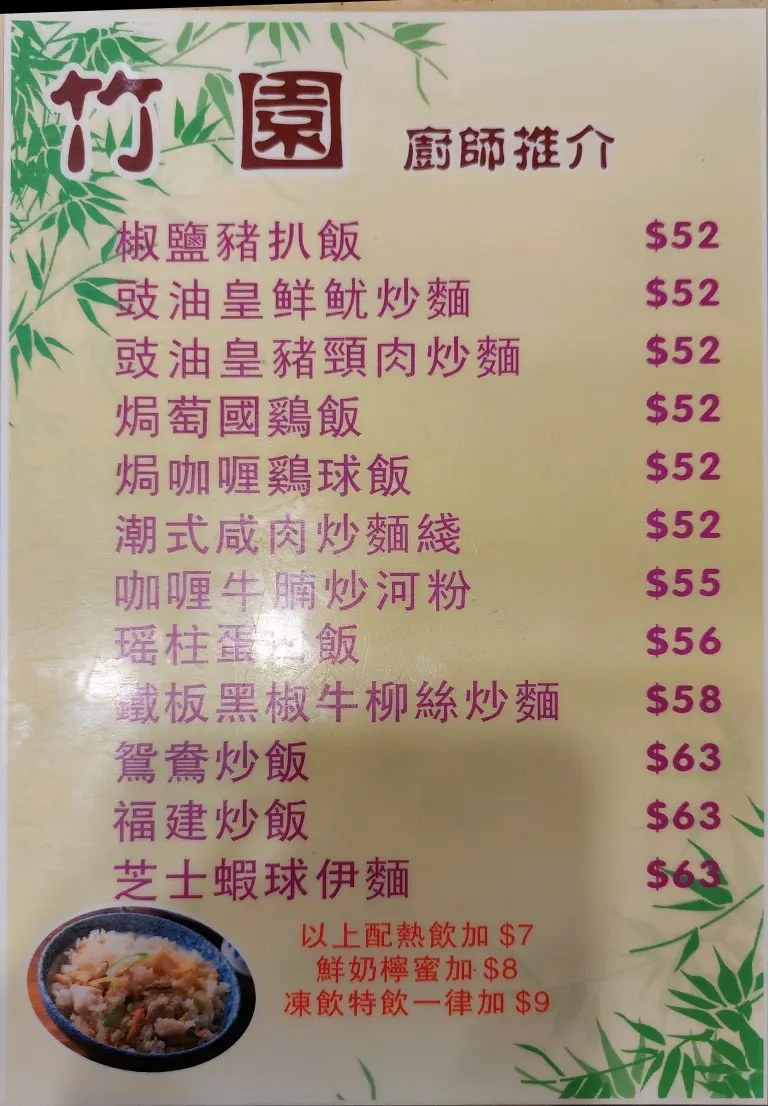 竹園 廚師推介
椒鹽豬扒飯 $52
豉油皇鮮魷炒麵 $52
豉油皇豬頸肉炒麵 $52
焗萄國鷄飯 $52
焗咖喱鷄球飯 $52
潮式咸肉炒麵綫 $52
咖喱牛腩炒河粉 $55
瑤柱蛋飯 $56
鐵板黑椒牛柳絲炒麵 $58
鴛鴦炒飯 $63
福建炒飯 $63
芝士蝦球伊麵 $63
以上配熱飲加 $7
鮮奶檸蜜加 $8
凍飲特飲一律加 $9